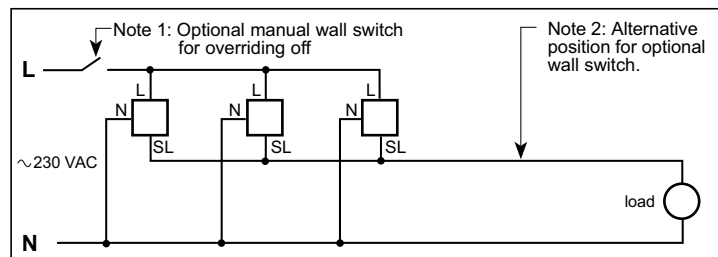 Note 1: Optional manual wall switch
for overriding off
Note 2: Alternative
position for optional
wall switch.
L
L
L
L
N
N
N
SL
SL
SL
~230 VAC
load
N